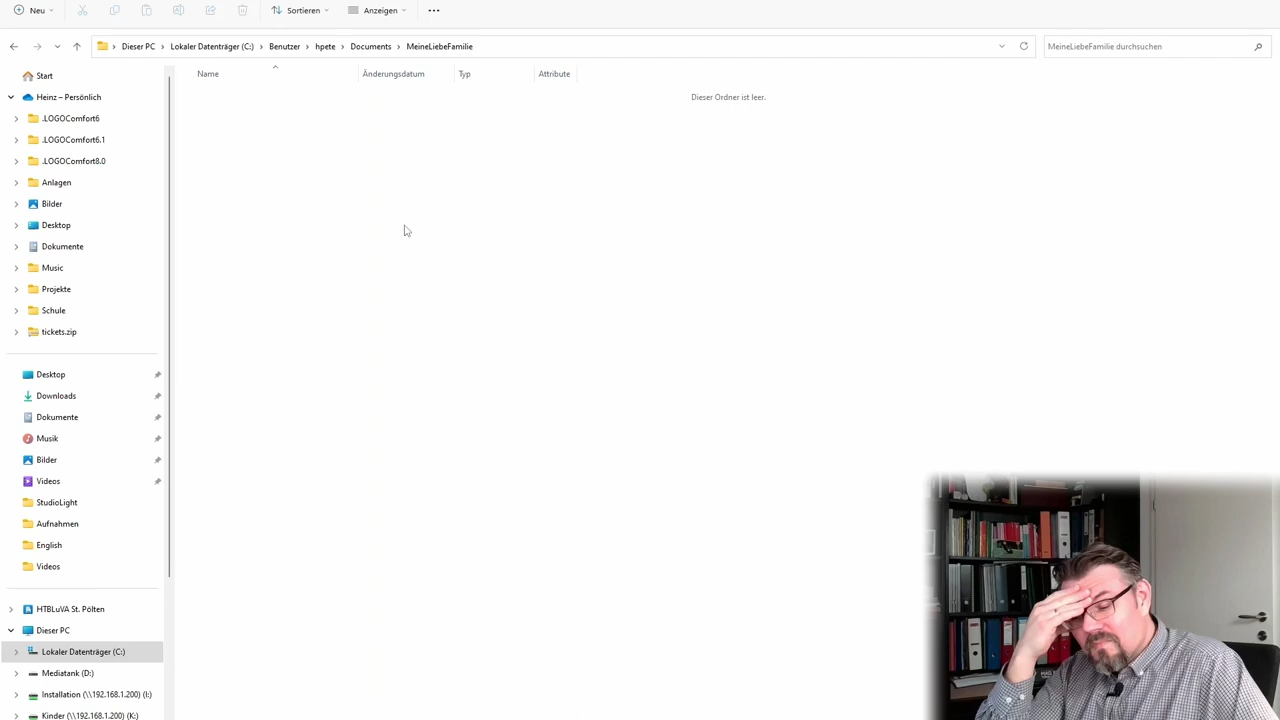 Neu
Sortieren
Anzeigen
Dieser PC > Lokaler Datenträger (C:) > Benutzer > hpete > Documents > MeineLiebeFamilie
MeineLiebeFamilie durchsuchen
Name
Änderungsdatum
Typ
Attribute
Dieser Ordner ist leer.
Start
Heinz – Persönlich
.LOGOComfort6
.LOGOComfort6.1
.LOGOComfort8.0
Anlagen
Bilder
Desktop
Dokumente
Music
Projekte
Schule
tickets.zip
Desktop
Downloads
Dokumente
Musik
Bilder
Videos
StudioLight
Aufnahmen
English
Videos
HTBLuVA St. Pölten
Dieser PC
Lokaler Datenträger (C:)
Mediatank (D:)
Installation (\\192.168.1.200) (I:)
Kinder (\\192.168.1.200) (K:)